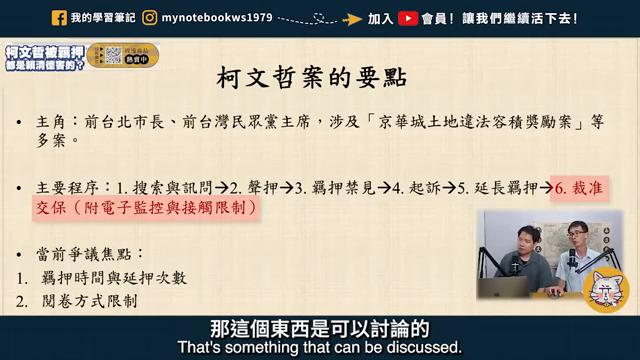 我的學習筆記 mynotebookws1979 加入 會員！讓我們繼續活下去！
柯文哲被羈押
都是賴清德害的？
熱賣中
柯文哲案的要點
• 主角：前台北市長、前台灣民眾黨主席，涉及「京華城土地違法容積獎勵案」等
多案。
• 主要程序：1. 搜索與訊問→2. 聲押→3. 羈押禁見→4. 起訴→5. 延長羈押→6. 裁准
交保（附電子監控與接觸限制）
• 當前爭議焦點：
1. 羈押時間與延押次數
2. 閱卷方式限制
那這個東西是可以討論的
That's something that can be discussed.